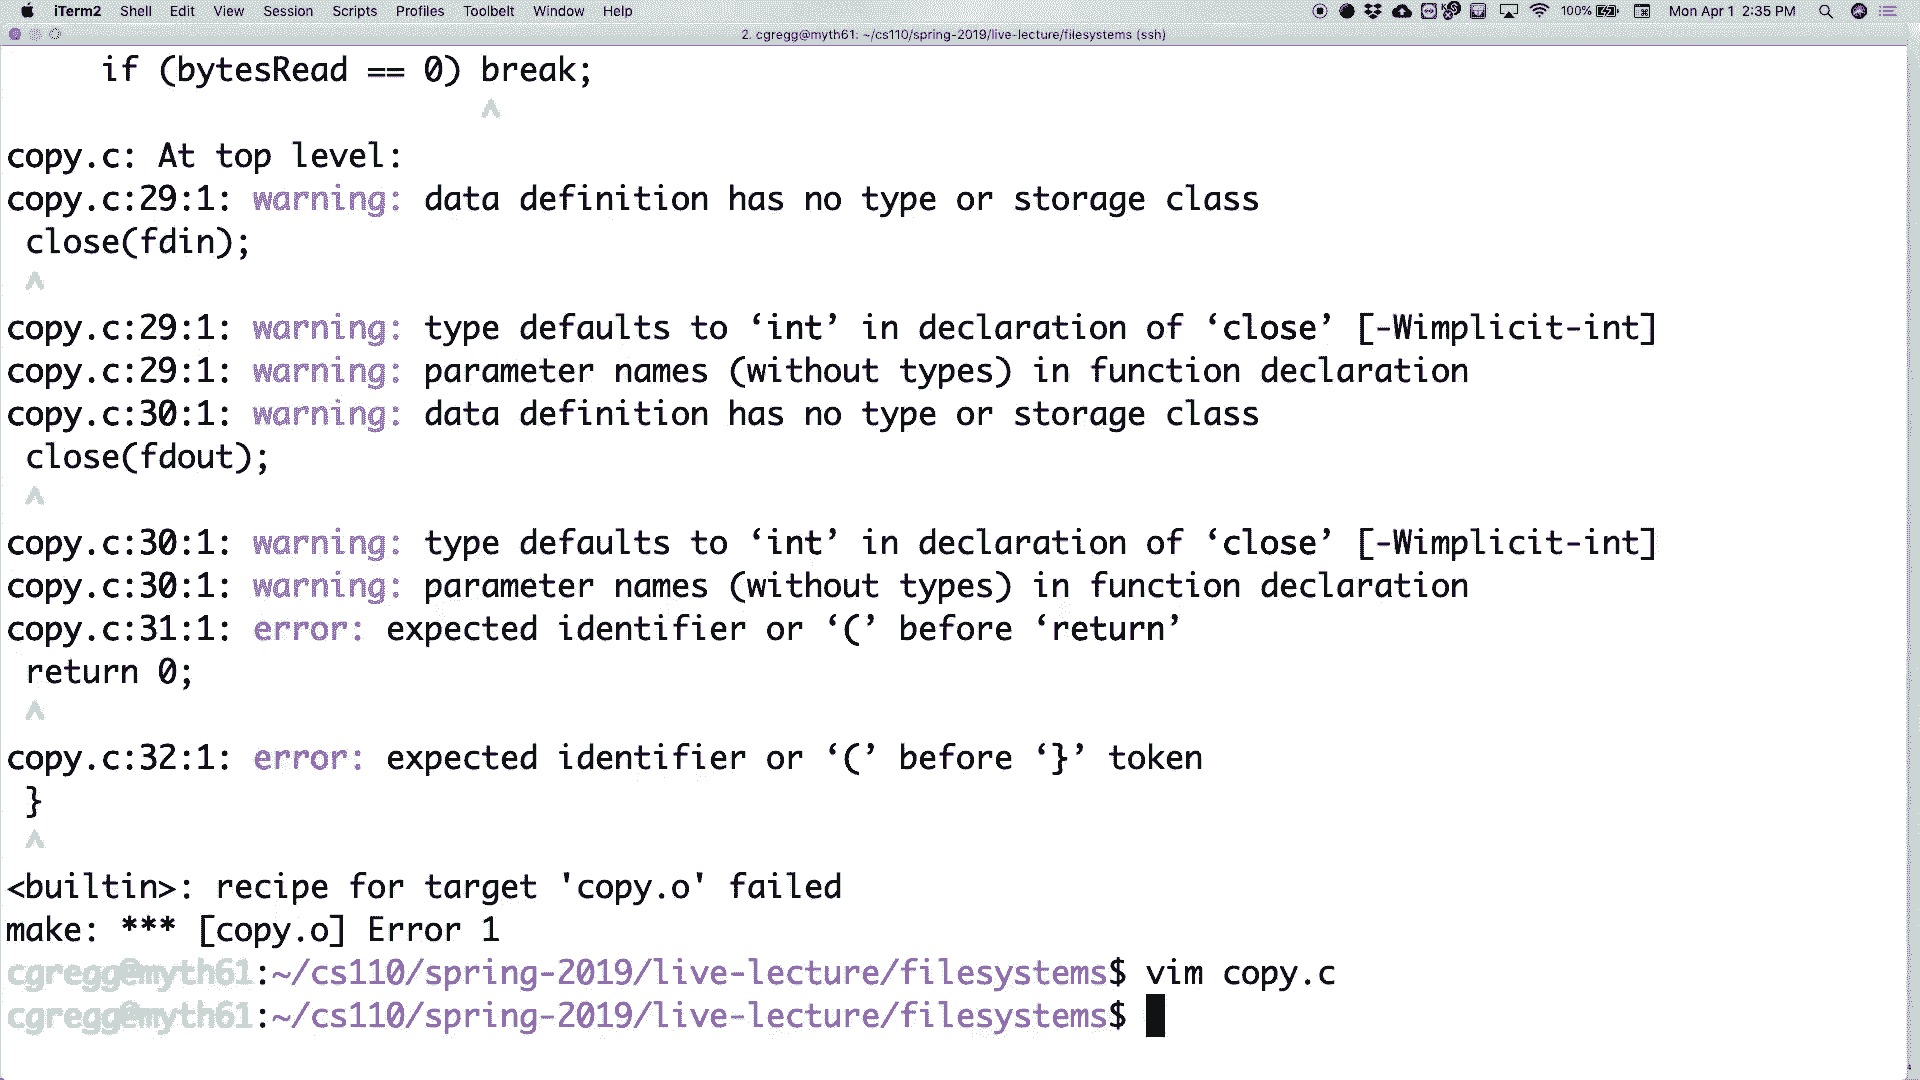 iTerm2 Shell Edit View Session Scripts Profiles Toolbelt Window Help 100% Mon Apr 1 2:35 PM
2. cgregg@myth61: ~/cs110/spring-2019/live-lecture/filesystems (ssh)
if (bytesRead == 0) break;
^
copy.c: At top level:
copy.c:29:1: warning: data definition has no type or storage class
close(fdin);
^
copy.c:29:1: warning: type defaults to ‘int’ in declaration of ‘close’ [-Wimplicit-int]
copy.c:29:1: warning: parameter names (without types) in function declaration
copy.c:30:1: warning: data definition has no type or storage class
close(fdout);
^
copy.c:30:1: warning: type defaults to ‘int’ in declaration of ‘close’ [-Wimplicit-int]
copy.c:30:1: warning: parameter names (without types) in function declaration
copy.c:31:1: error: expected identifier or ‘(’ before ‘return’
return 0;
^
copy.c:32:1: error: expected identifier or ‘(’ before ‘}’ token
}
^
<builtin>: recipe for target 'copy.o' failed
make: *** [copy.o] Error 1
cgregg@myth61:~/cs110/spring-2019/live-lecture/filesystems$ vim copy.c
cgregg@myth61:~/cs110/spring-2019/live-lecture/filesystems$